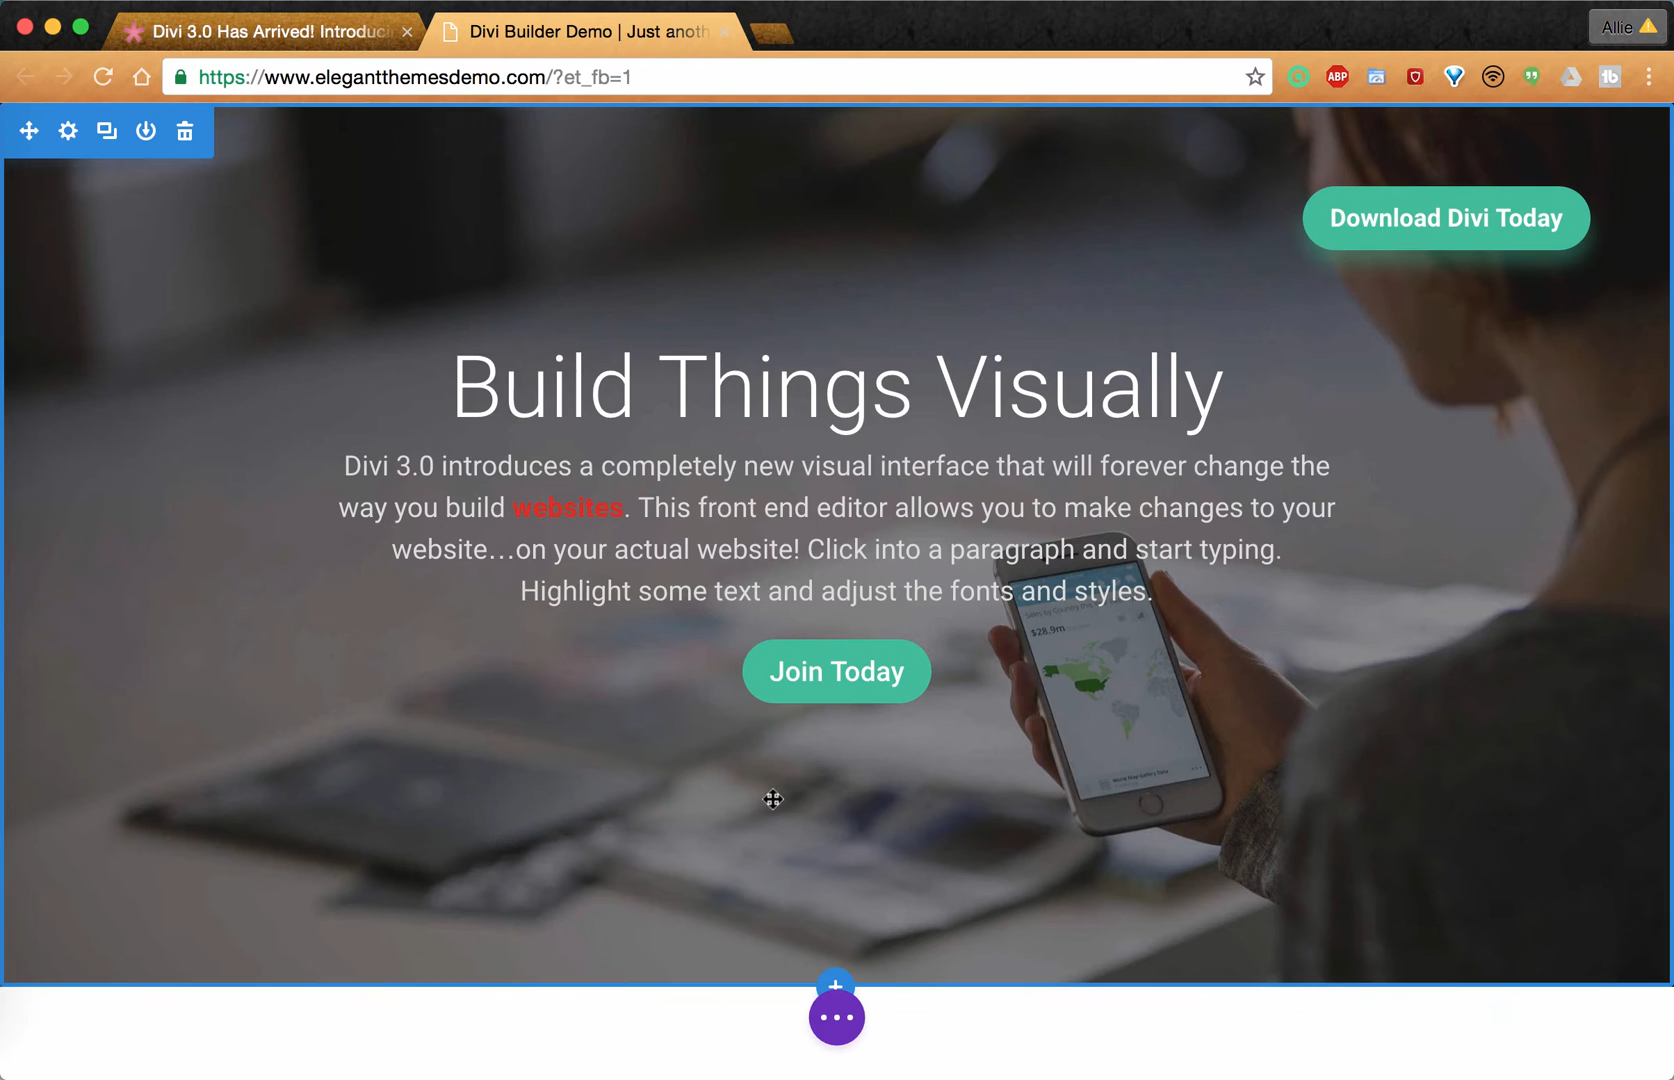 Divi 3.0 Has Arrived! Introduci
Divi Builder Demo | Just anoth
Allie
https://www.elegantthemesdemo.com/?et_fb=1
ABP
Download Divi Today
Build Things Visually
Divi 3.0 introduces a completely new visual interface that will forever change the
way you build websites. This front end editor allows you to make changes to your
website...on your actual website! Click into a paragraph and start typing.
Highlight some text and adjust the fonts and styles.
$28.9m
Join Today